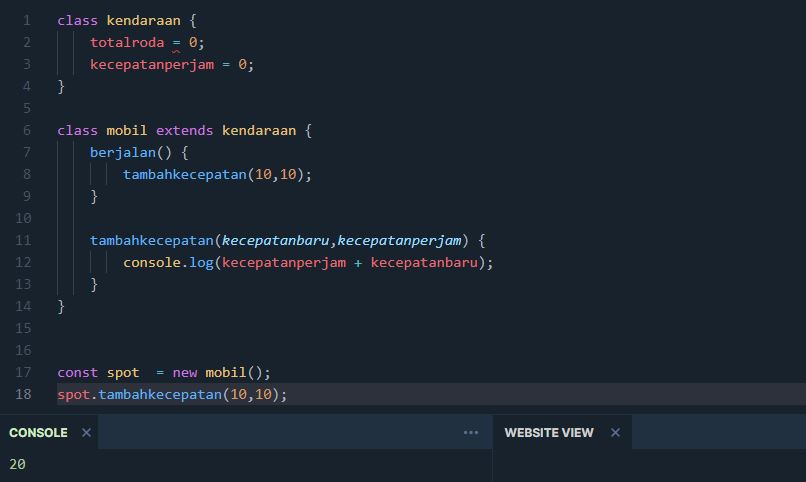 1 class kendaraan {
2 totalroda = 0;
3 kecepatanperjam = 0;
4 }
5
6 class mobil extends kendaraan {
7 berjalan() {
8 tambahkecepatan(10,10);
9 }
10
11 tambahkecepatan(kecepatanbaru,kecepatanperjam) {
12 console.log(kecepatanperjam + kecepatanbaru);
13 }
14 }
15
16
17 const spot  = new mobil();
18 spot.tambahkecepatan(10,10);
CONSOLE × ••• WEBSITE VIEW ×
20